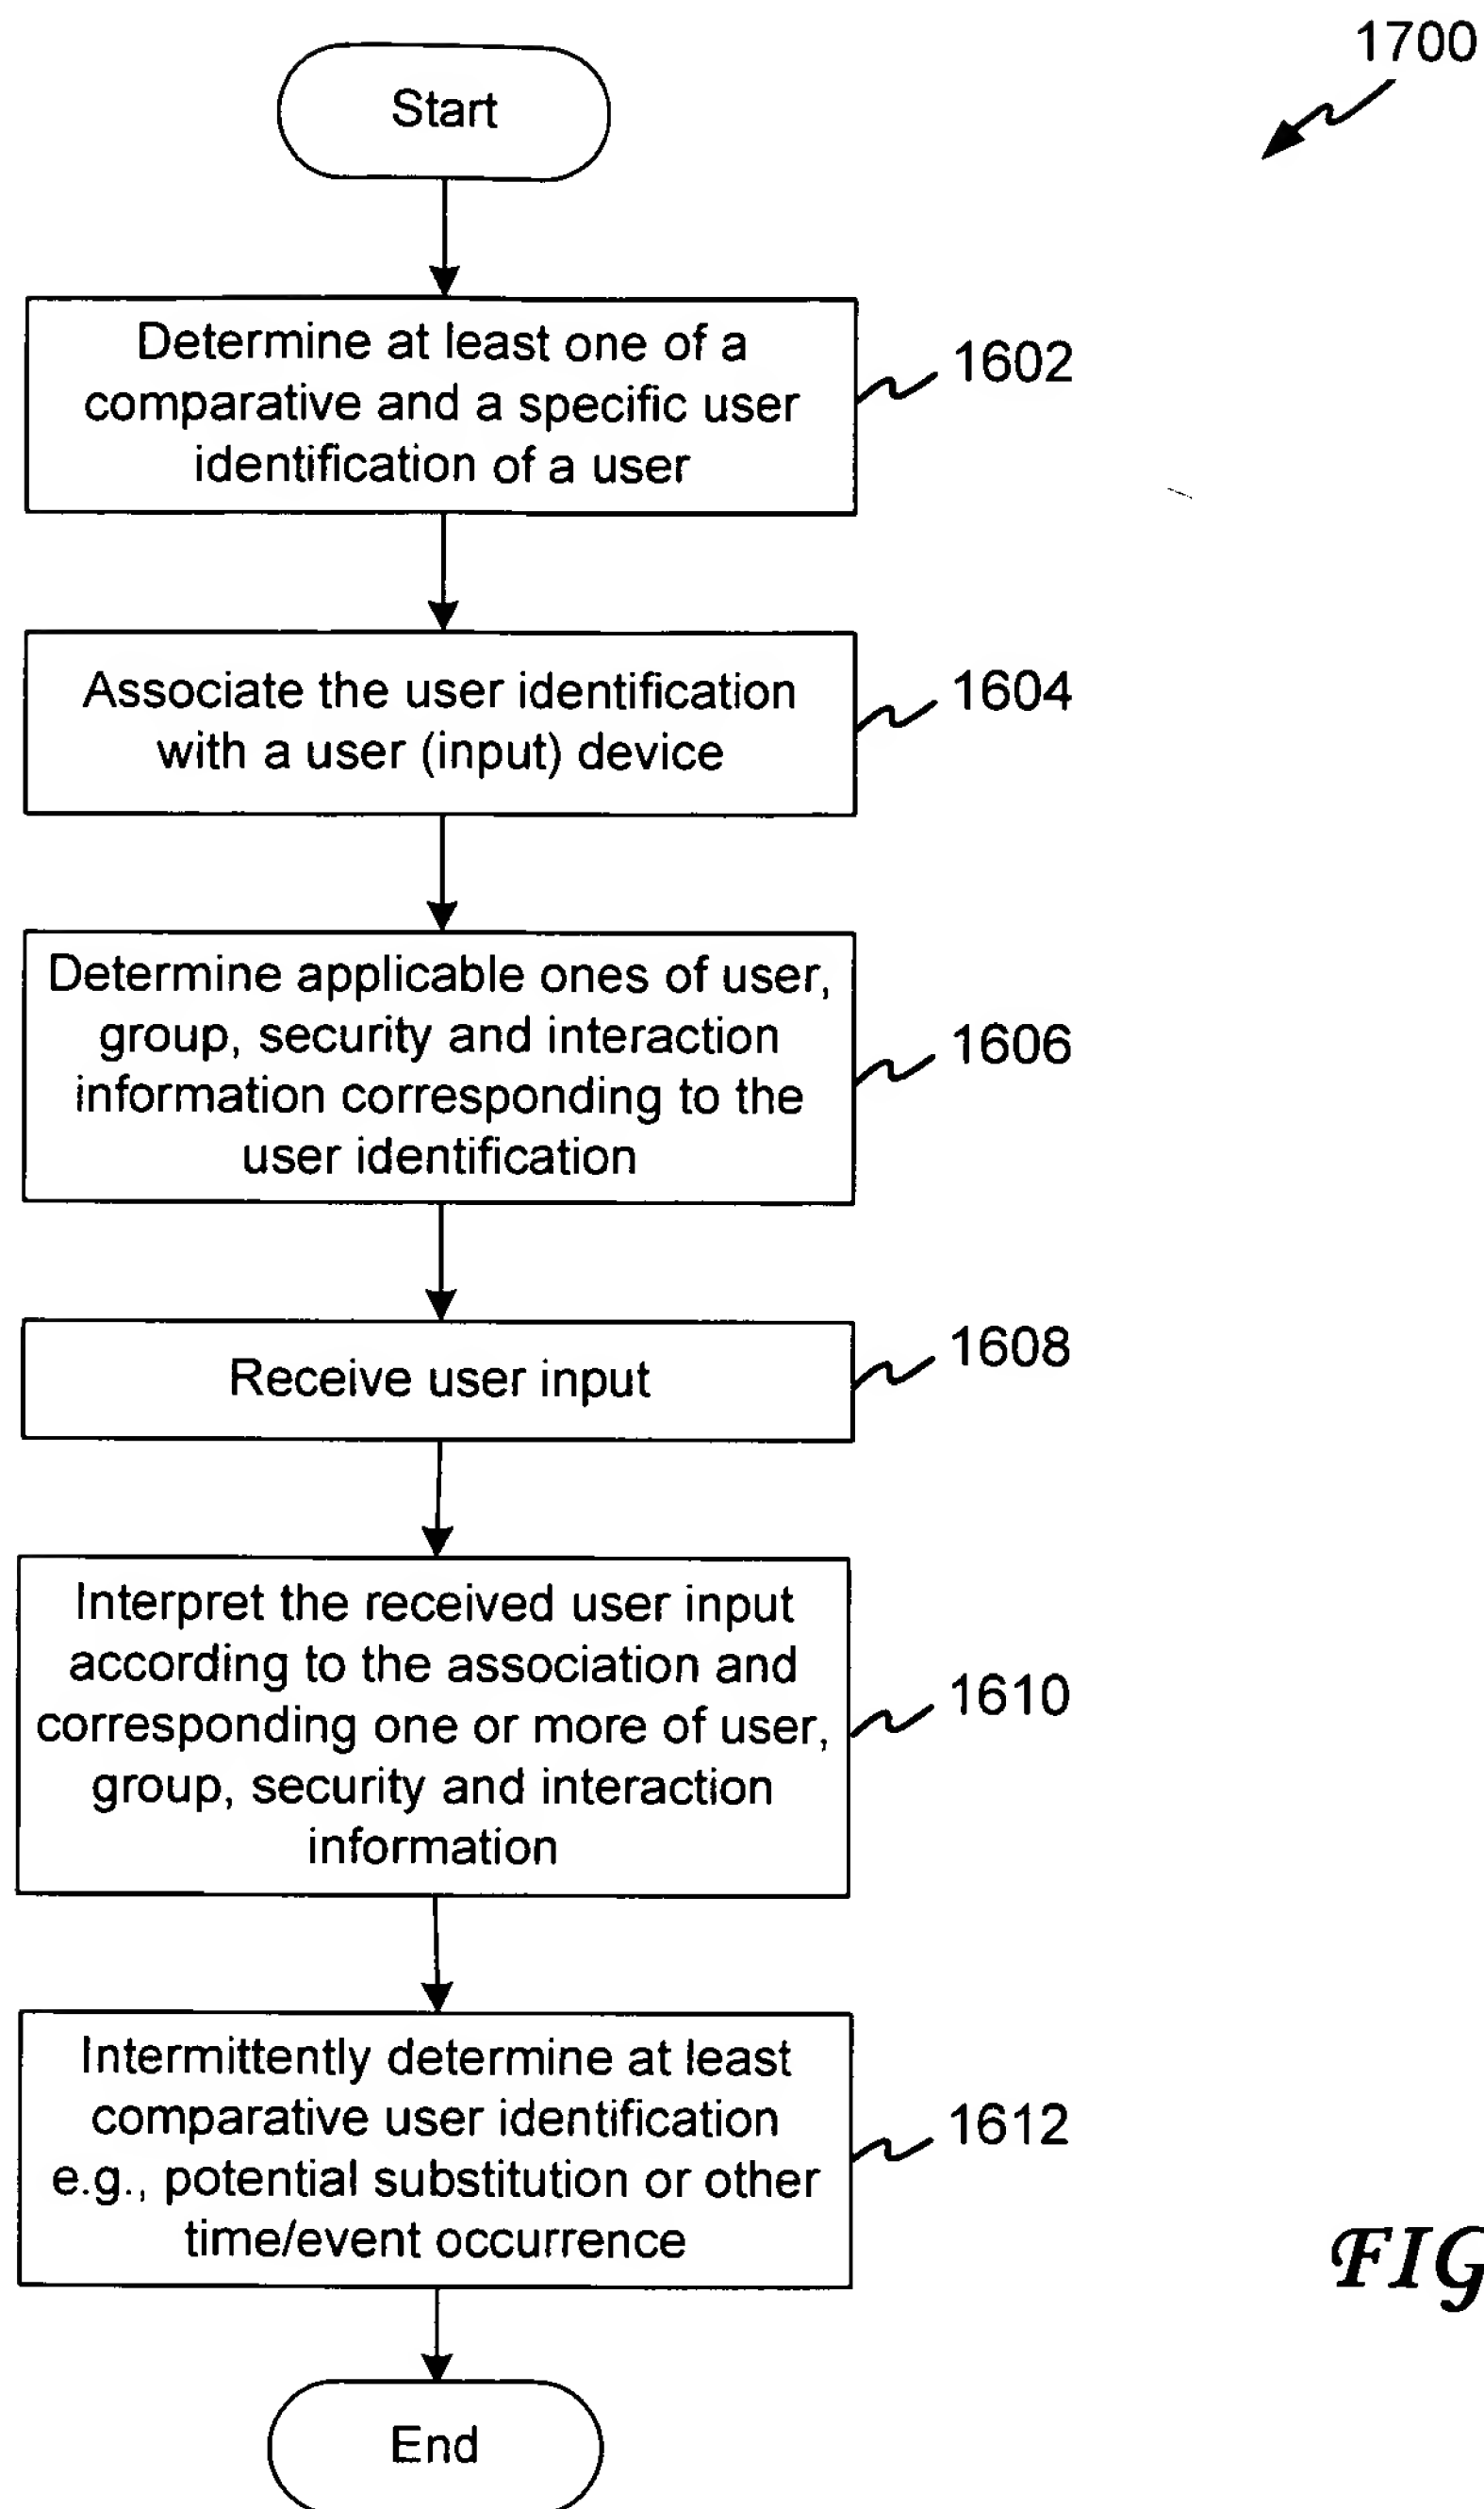 1700
Start
Determine at least one of a
comparative and a specific user
identification of a user
1602
Associate the user identification
with a user (input) device
1604
Determine applicable ones of user,
group, security and interaction
information corresponding to the
user identification
1606
Receive user input
1608
Interpret the received user input
according to the association and
corresponding one or more of user,
group, security and interaction
information
1610
Intermittently determine at least
comparative user identification
e.g., potential substitution or other
time/event occurrence
1612
FIG
End